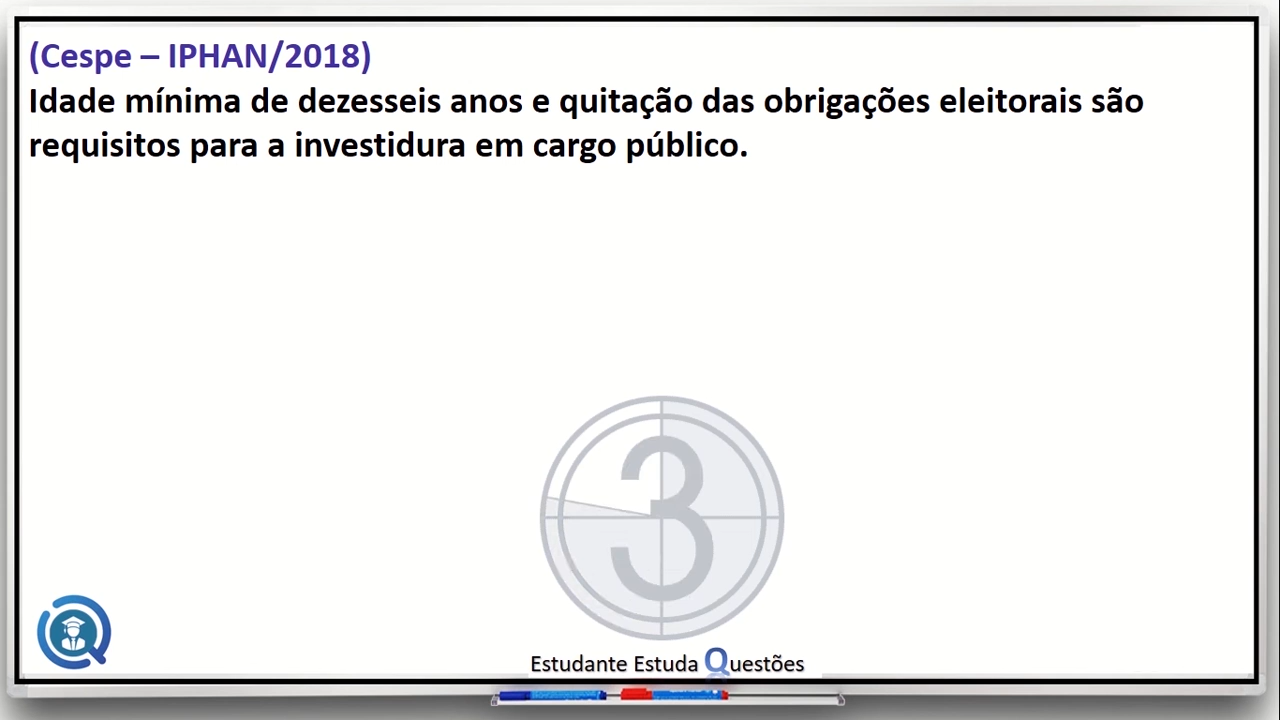 (Cespe – IPHAN/2018)
Idade mínima de dezesseis anos e quitação das obrigações eleitorais são
requisitos para a investidura em cargo público.
3
Estudante Estuda Questões